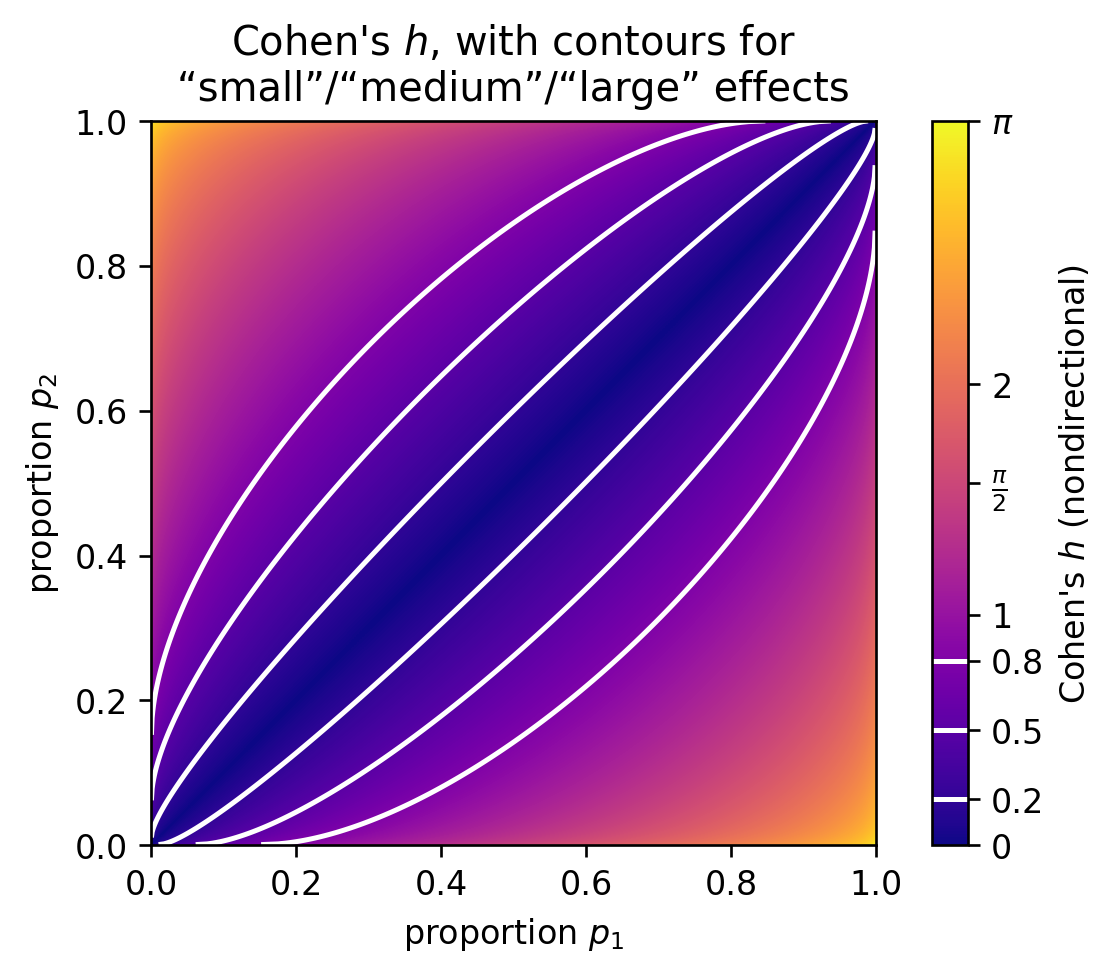 Cohen's h, with contours for
“small”/“medium”/“large” effects
proportion p₂
1.0
0.8
0.6
0.4
0.2
0.0
0.0 0.2 0.4 0.6 0.8 1.0
proportion p₁
π
2
π/2
1
0.8
0.5
0.2
0
Cohen's h (nondirectional)